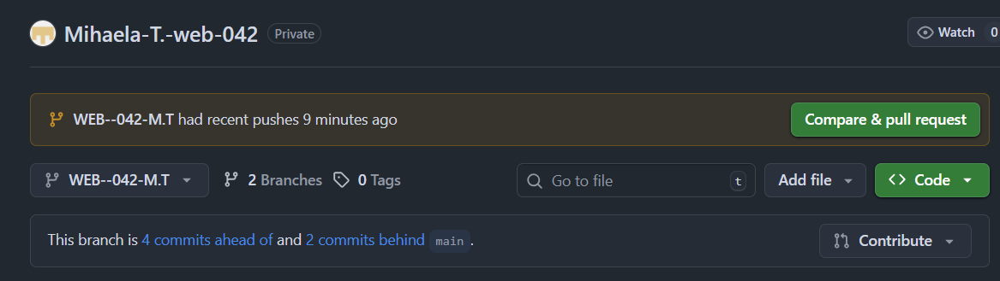 Mihaela-T.-web-042 Private Watch 0
WEB--042-M.T had recent pushes 9 minutes ago Compare & pull request
WEB--042-M.T 2 Branches 0 Tags Go to file t Add file <> Code
This branch is 4 commits ahead of and 2 commits behind main . Contribute